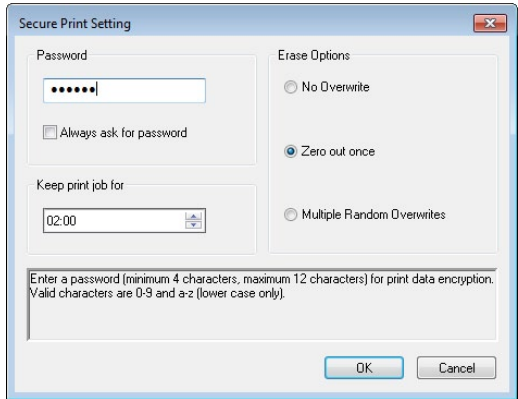 Secure Print Setting
Password
••••••
Always ask for password
Keep print job for
02:00
Erase Options
No Overwrite
Zero out once
Multiple Random Overwrites
Enter a password (minimum 4 characters, maximum 12 characters) for print data encryption.
Valid characters are 0-9 and a-z (lower case only).
OK
Cancel